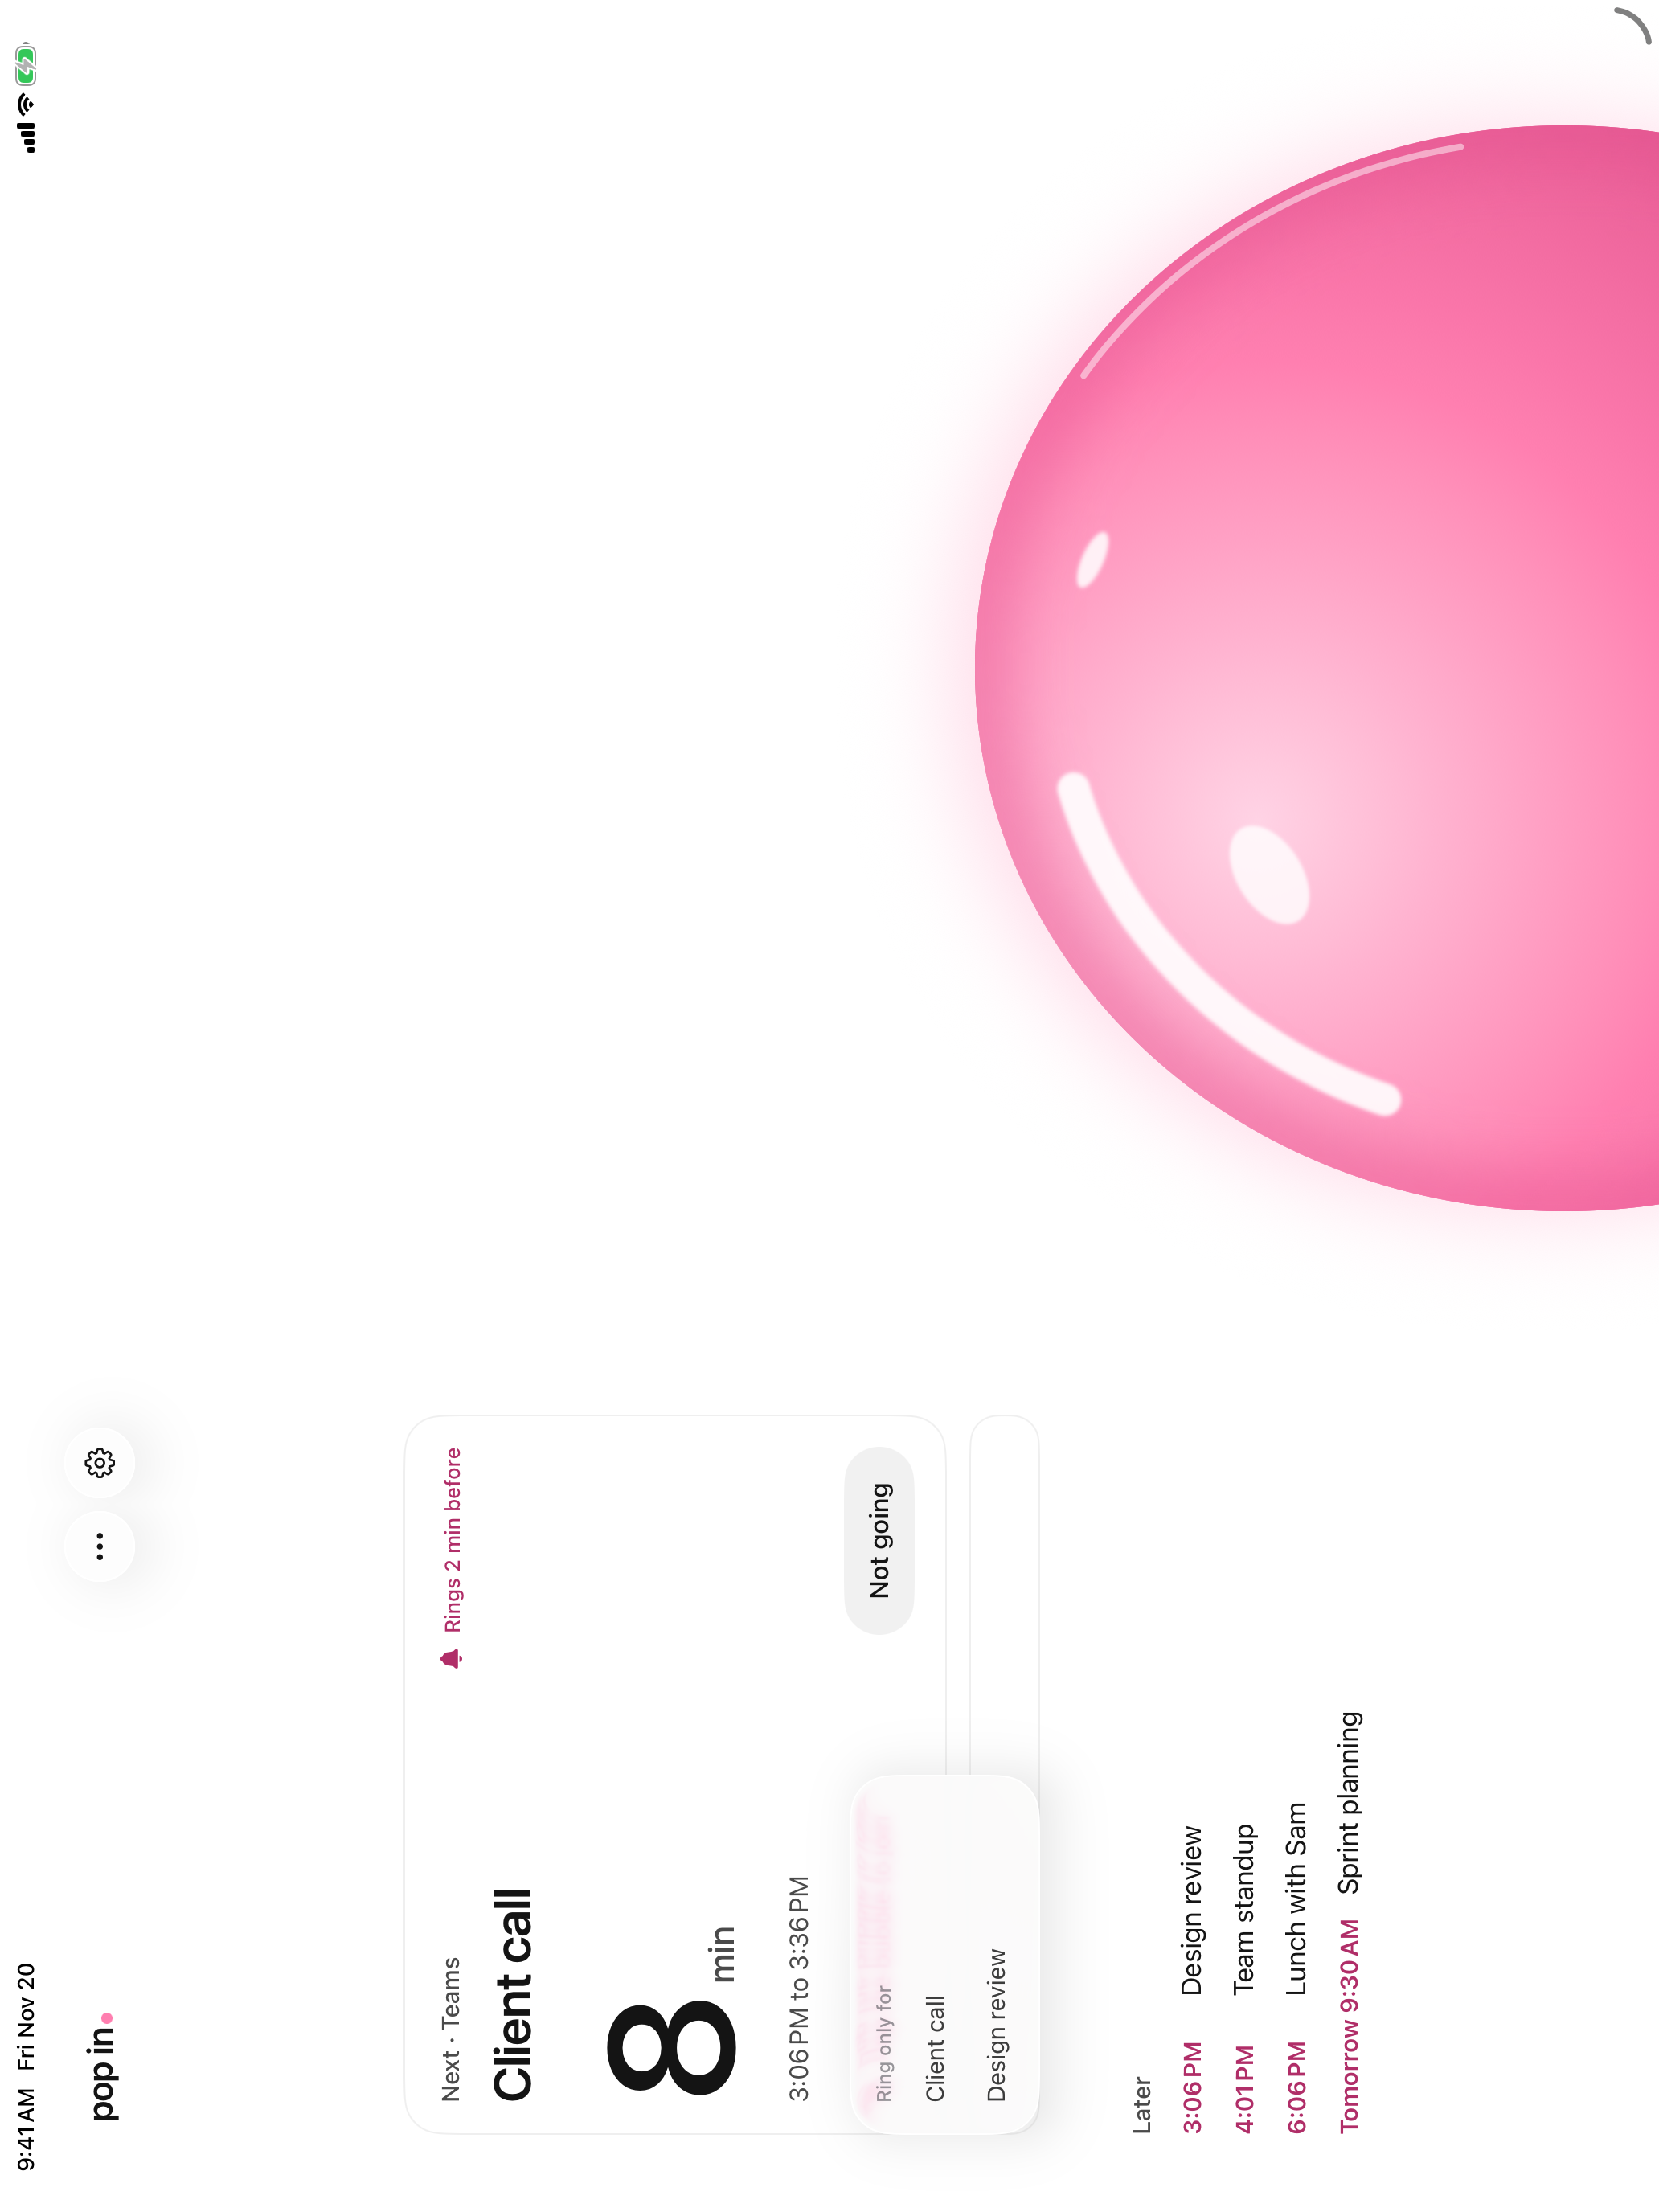 9:41 AM Fri Nov 20
pop in
Next · Teams
Rings 2 min before
Client call
8 min
3:06 PM to 3:36 PM
Not going
Ring only for
Client call
Design review
Later
3:06 PM Design review
4:01 PM Team standup
6:06 PM Lunch with Sam
Tomorrow 9:30 AM Sprint planning